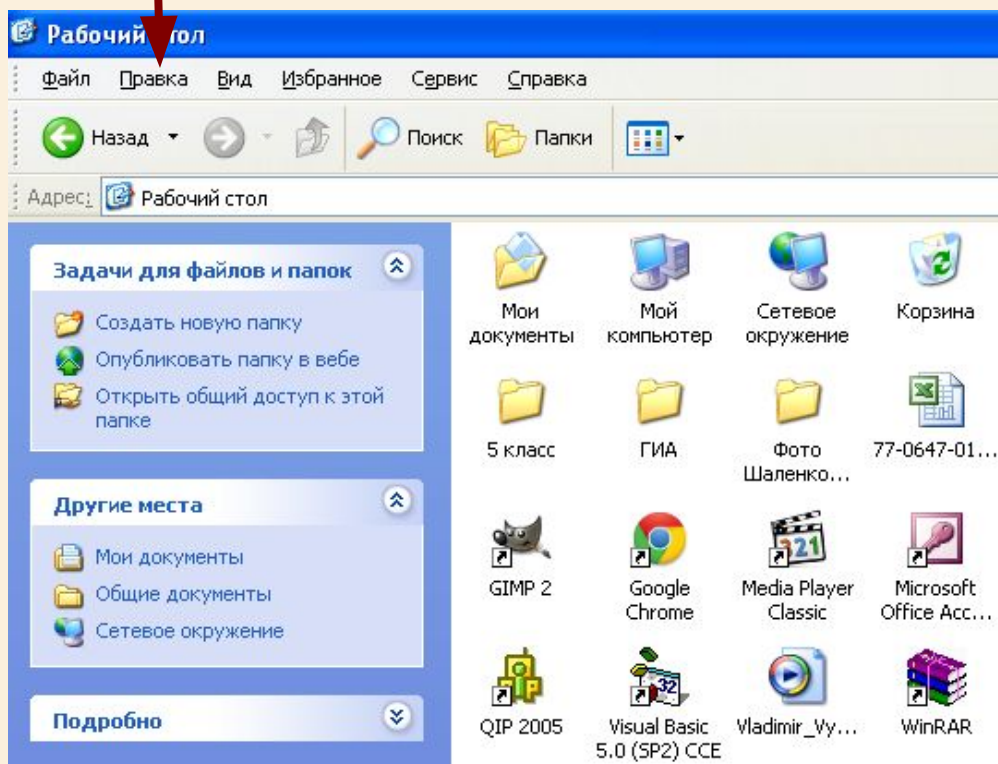 Рабочий стол
Файл Правка Вид Избранное Сервис Справка
Назад Поиск Папки
Адрес: Рабочий стол
Задачи для файлов и папок
Создать новую папку
Опубликовать папку в вебе
Открыть общий доступ к этой
папке
Другие места
Мои документы
Общие документы
Сетевое окружение
Подробно
Мои
документы
Мой
компьютер
Сетевое
окружение
Корзина
5 класс
ГИА
Фото
Шаленко...
77-0647-01...
GIMP 2
Google
Chrome
Media Player
Classic
Microsoft
Office Acc...
QIP 2005
Visual Basic
5.0 (SP2) CCE
Vladimir_Vy...
WinRAR